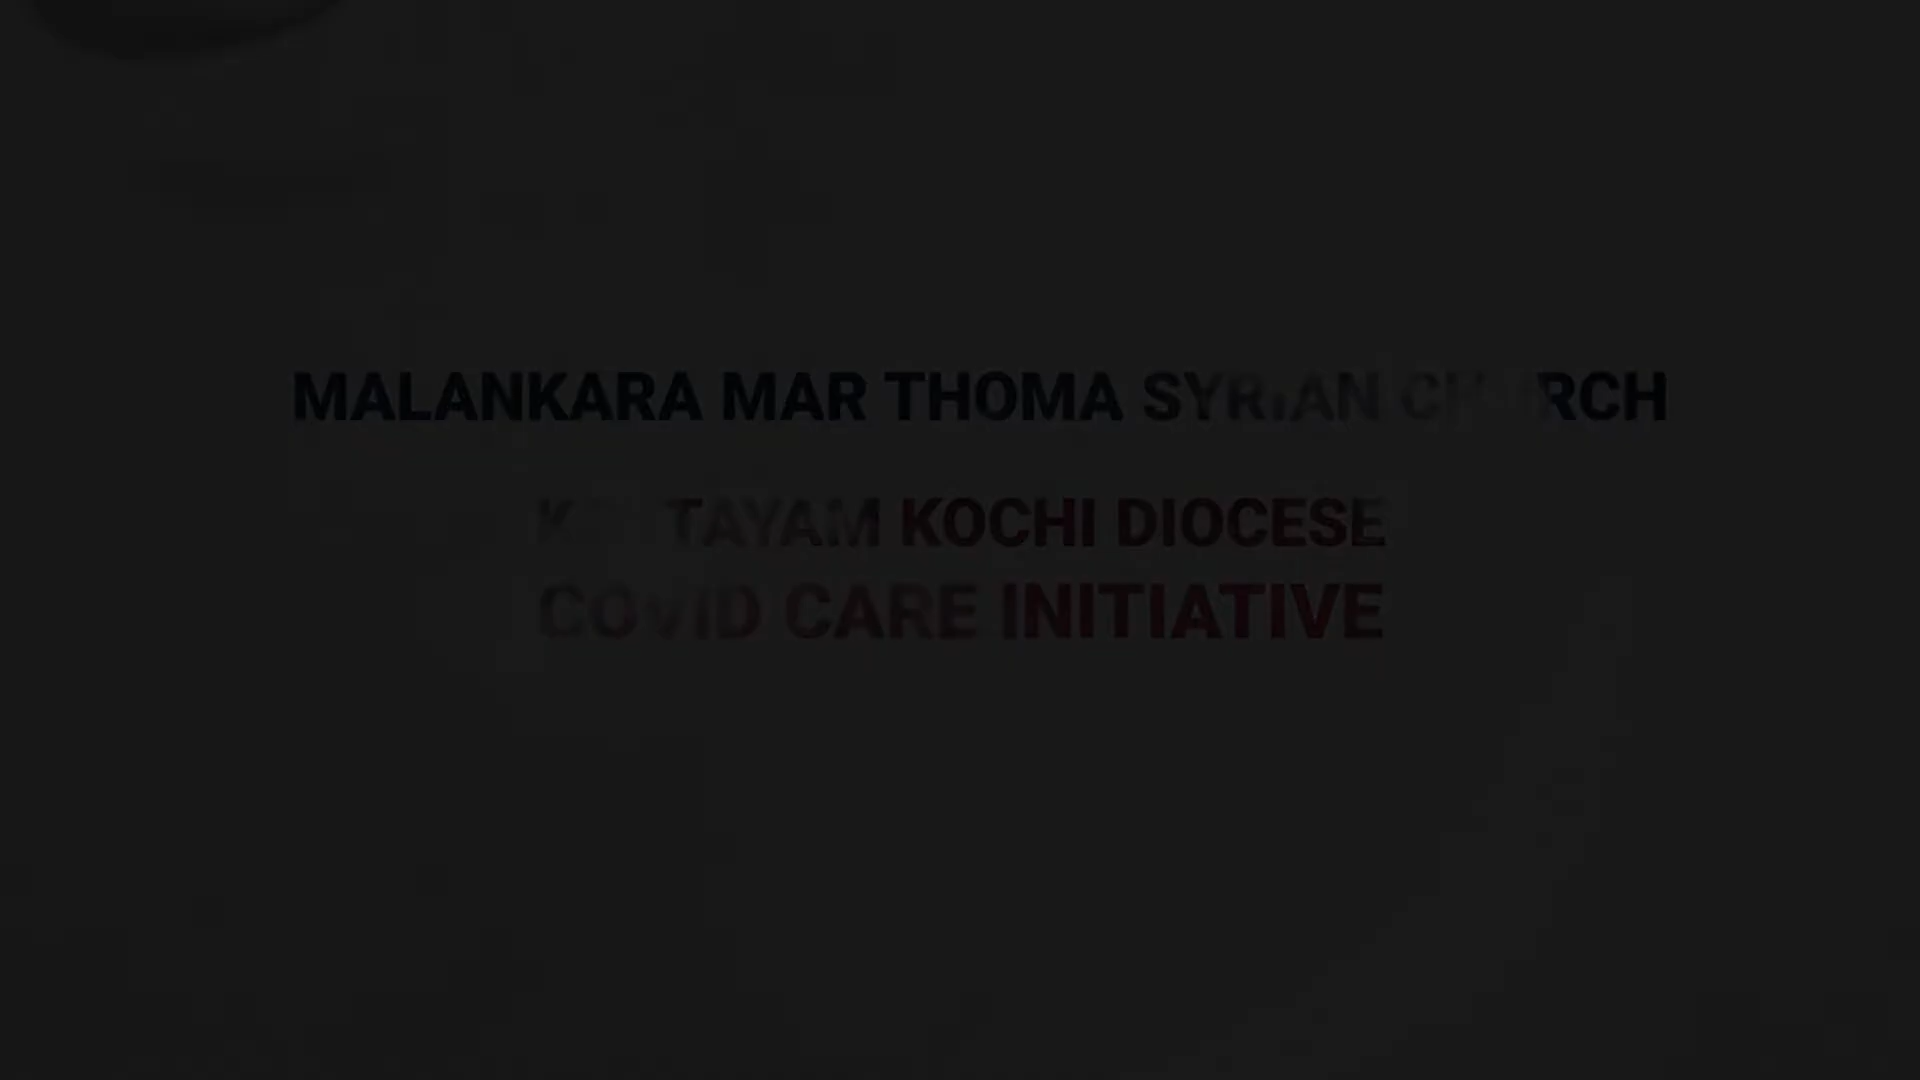 MALANKARA MAR THOMA SYRIAN CHURCH
KOTTAYAM KOCHI DIOCESE
COVID CARE INITIATIVE